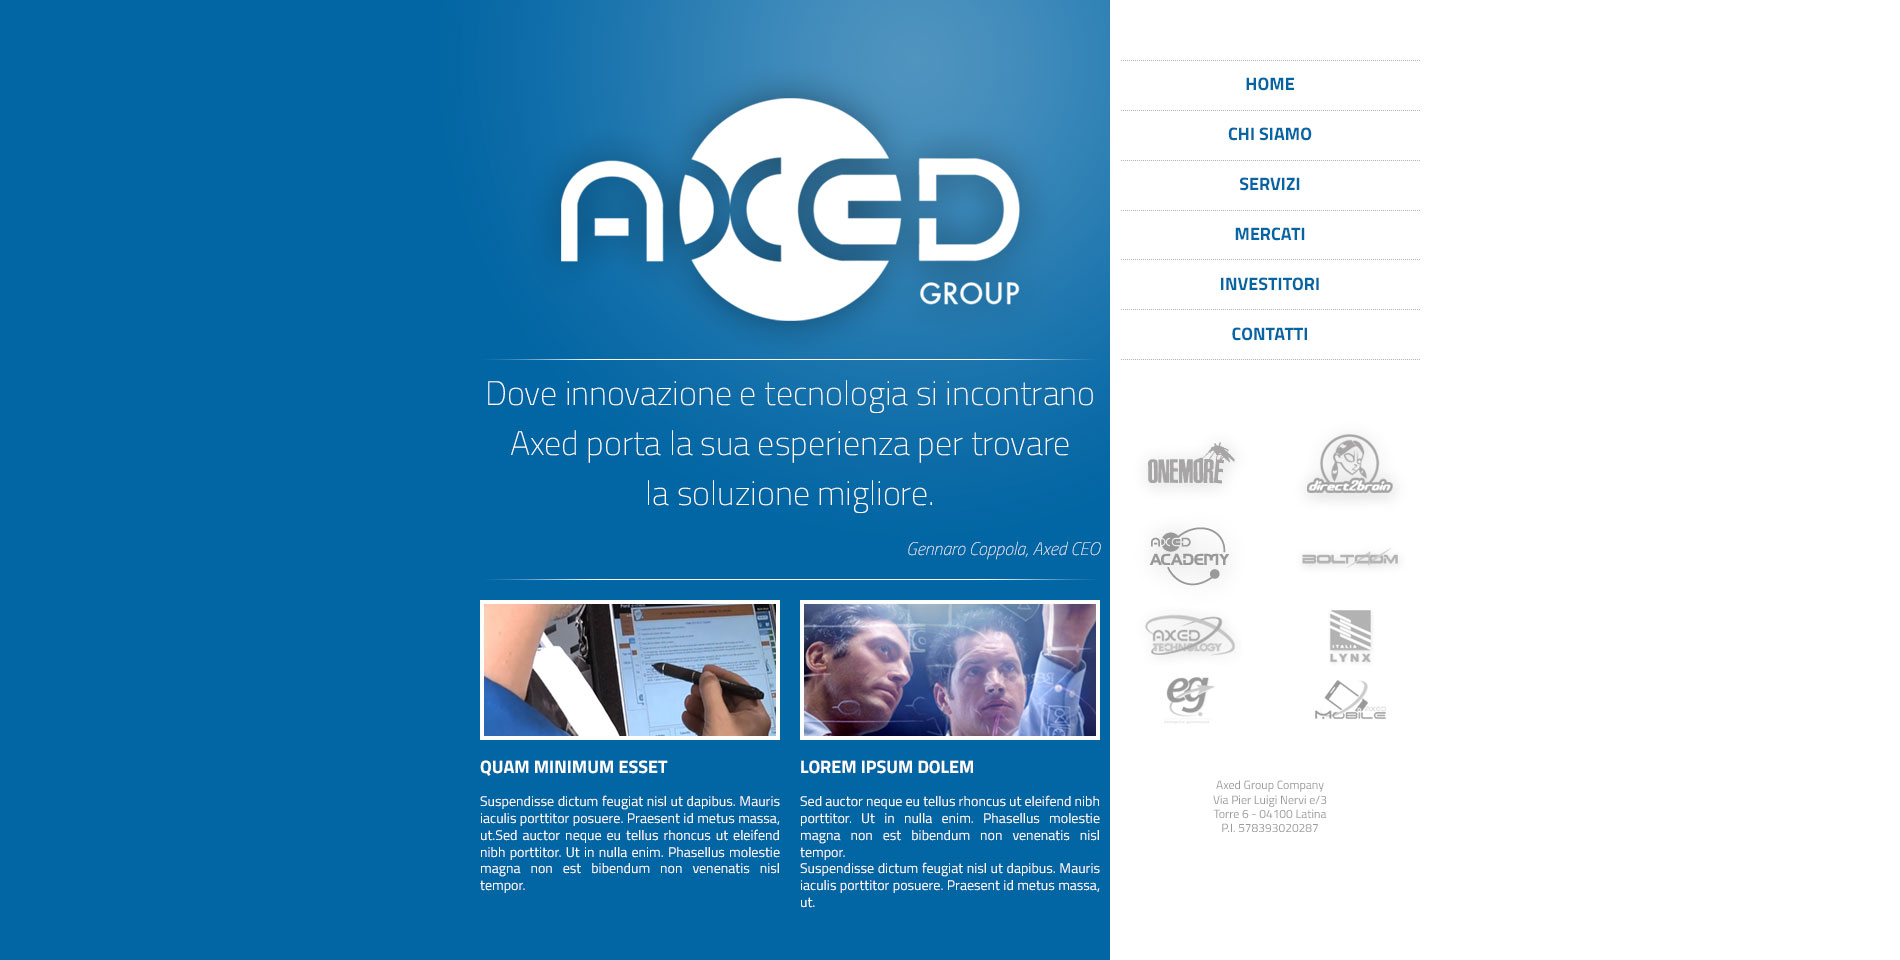 AXED
GROUP
Dove innovazione e tecnologia si incontrano
Axed porta la sua esperienza per trovare
la soluzione migliore.
Gennaro Coppola, Axed CEO
QUAM MINIMUM ESSET
Suspendisse dictum feugiat nisl ut dapibus. Mauris
iaculis porttitor posuere. Praesent id metus massa,
ut.Sed auctor neque eu tellus rhoncus ut eleifend
nibh porttitor. Ut in nulla enim. Phasellus molestie
magna non est bibendum non venenatis nisl
tempor.
LOREM IPSUM DOLEM
Sed auctor neque eu tellus rhoncus ut eleifend nibh
porttitor. Ut in nulla enim. Phasellus molestie
magna non est bibendum non venenatis nisl
tempor.
Suspendisse dictum feugiat nisl ut dapibus. Mauris
iaculis porttitor posuere. Praesent id metus massa,
ut.
HOME
CHI SIAMO
SERVIZI
MERCATI
INVESTITORI
CONTATTI
ONEMORE
direct2brain
AXED
ACADEMY
BOLTCOM
AXED
TECHNOLOGY
ITALIA
LYNX
eg
AXED
MOBILE
Axed Group Company
Via Pier Luigi Nervi e/3
Torre 6 - 04100 Latina
P.I. 578393020287